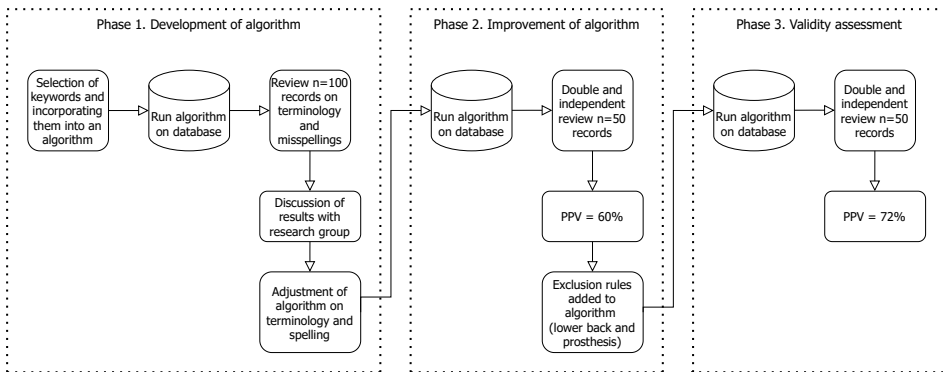 Phase 1. Development of algorithm
Selection of
keywords and
incorporating
them into an
algorithm
Run algorithm
on database
Review n=100
records on
terminology
and
misspellings
Discussion of
results with
research group
Adjustment of
algorithm on
terminology and
spelling
Phase 2. Improvement of algorithm
Run algorithm
on database
Double and
independent
review n=50
records
PPV = 60%
Exclusion rules
added to
algorithm
(lower back and
prosthesis)
Phase 3. Validity assessment
Run algorithm
on database
Double and
independent
review n=50
records
PPV = 72%